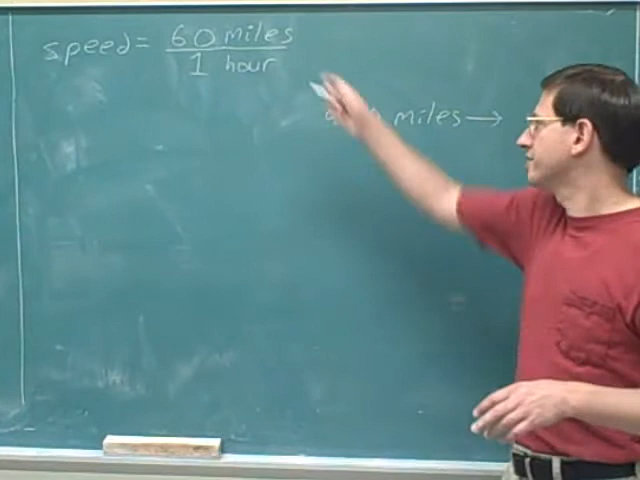 speed = 60 miles
1 hour
miles →